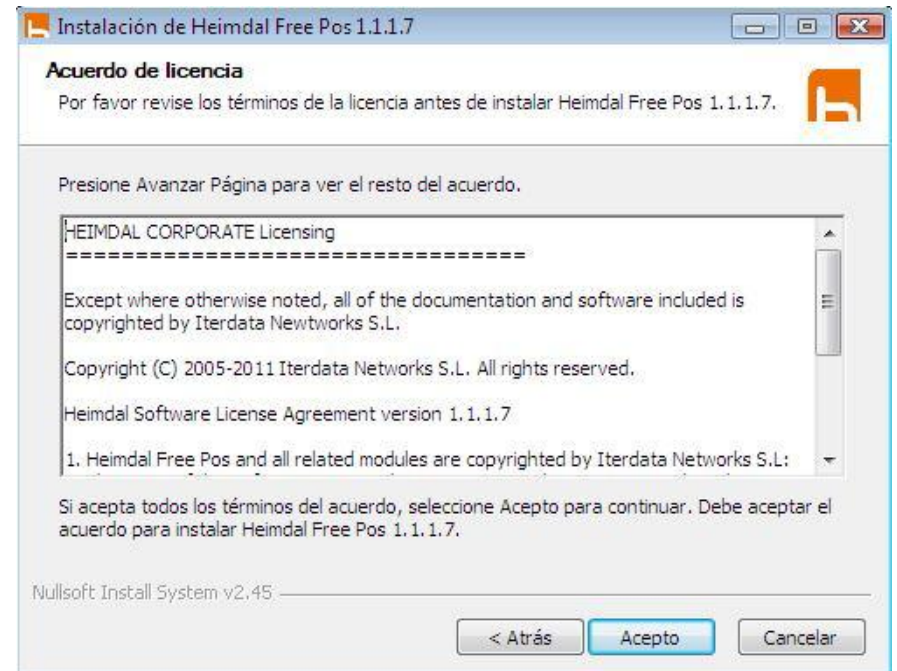 Instalación de Heimdal Free Pos 1.1.1.7
Acuerdo de licencia
Por favor revise los términos de la licencia antes de instalar Heimdal Free Pos 1.1.1.7.
Presione Avanzar Página para ver el resto del acuerdo.
HEIMDAL CORPORATE Licensing
=================================
Except where otherwise noted, all of the documentation and software included is
copyrighted by Iterdata Newtworks S.L.
Copyright (C) 2005-2011 Iterdata Networks S.L. All rights reserved.
Heimdal Software License Agreement version 1.1.1.7
1. Heimdal Free Pos and all related modules are copyrighted by Iterdata Networks S.L:
Si acepta todos los términos del acuerdo, seleccione Acepto para continuar. Debe aceptar el
acuerdo para instalar Heimdal Free Pos 1.1.1.7.
Nullsoft Install System v2.45
< Atrás
Acepto
Cancelar